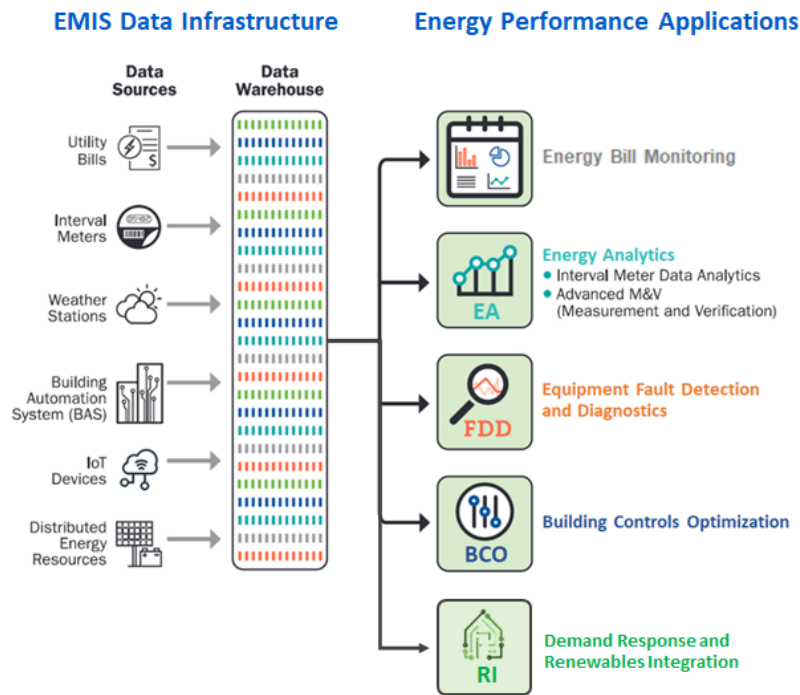 EMIS Data Infrastructure
Energy Performance Applications
Data
Sources
Data
Warehouse
Utility
Bills
$
Interval
Meters
Weather
Stations
Building
Automation
System (BAS)
IoT
Devices
Distributed
Energy
Resources
Energy Bill Monitoring
EA
Energy Analytics
• Interval Meter Data Analytics
• Advanced M&V
(Measurement and Verification)
FDD
Equipment Fault Detection
and Diagnostics
BCO
Building Controls Optimization
RI
Demand Response and
Renewables Integration